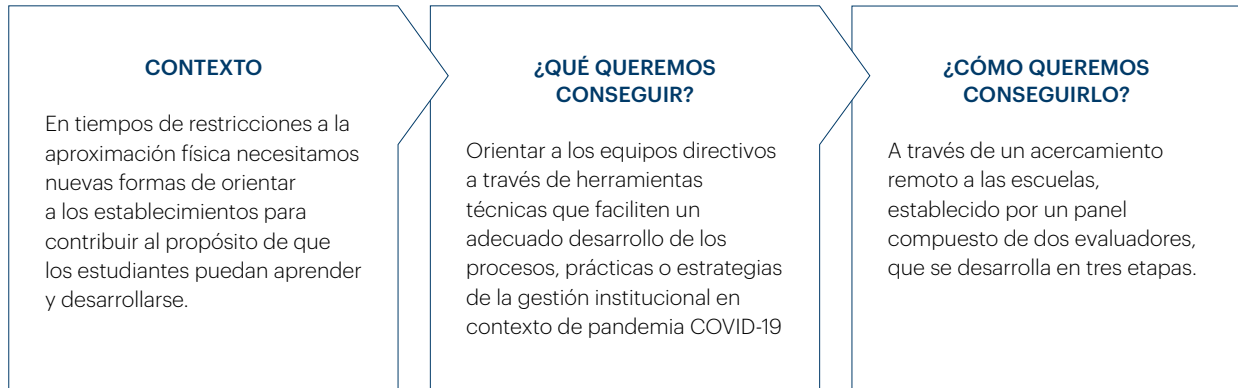 CONTEXTO
En tiempos de restricciones a la
aproximación física necesitamos
nuevas formas de orientar
a los establecimientos para
contribuir al propósito de que
los estudiantes puedan aprender
y desarrollarse.
¿QUÉ QUEREMOS
CONSEGUIR?
Orientar a los equipos directivos
a través de herramientas
técnicas que faciliten un
adecuado desarrollo de los
procesos, prácticas o estrategias
de la gestión institucional en
contexto de pandemia COVID-19
¿CÓMO QUEREMOS
CONSEGUIRLO?
A través de un acercamiento
remoto a las escuelas,
establecido por un panel
compuesto de dos evaluadores,
que se desarrolla en tres etapas.